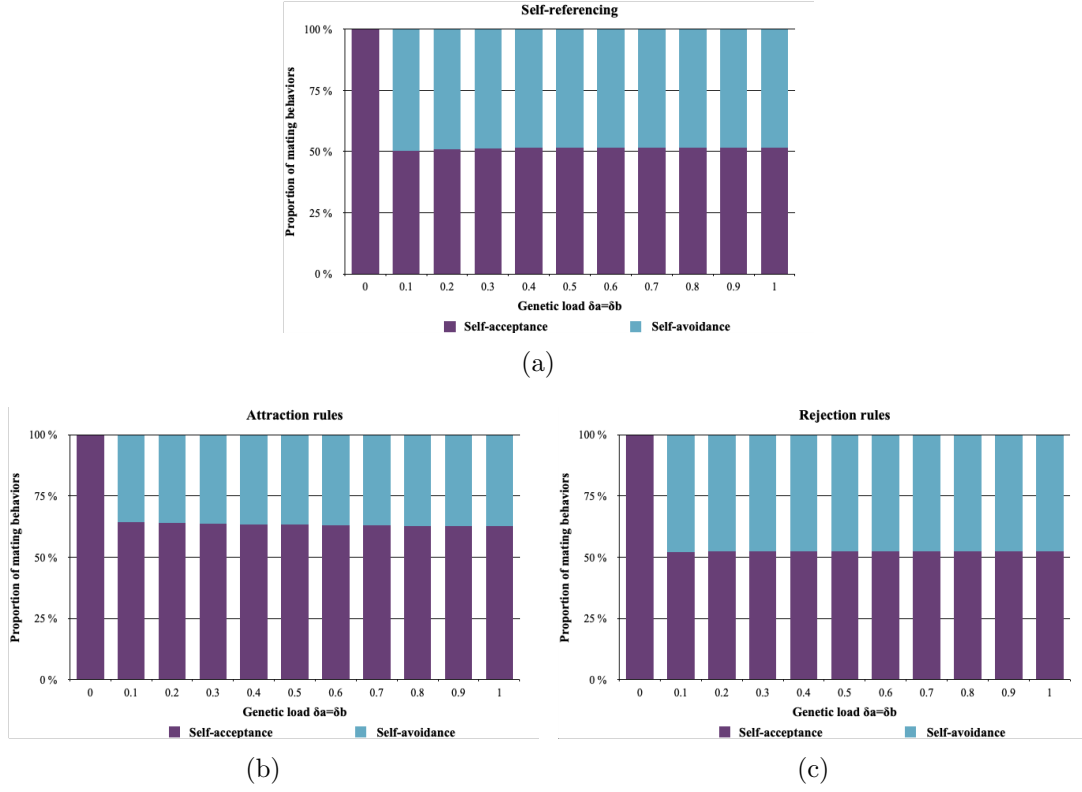 Self-referencing
100 %
75 %
50 %
25 %
0 %
Proportion of mating behaviors
0 0.1 0.2 0.3 0.4 0.5 0.6 0.7 0.8 0.9 1
Genetic load δa=δb
Self-acceptance Self-avoidance
(a)
Attraction rules
100 %
75 %
50 %
25 %
0 %
Proportion of mating behaviors
0 0.1 0.2 0.3 0.4 0.5 0.6 0.7 0.8 0.9 1
Genetic load δa=δb
Self-acceptance Self-avoidance
(b)
Rejection rules
100 %
75 %
50 %
25 %
0 %
Proportion of mating behaviors
0 0.1 0.2 0.3 0.4 0.5 0.6 0.7 0.8 0.9 1
Genetic load δa=δb
Self-acceptance Self-avoidance
(c)